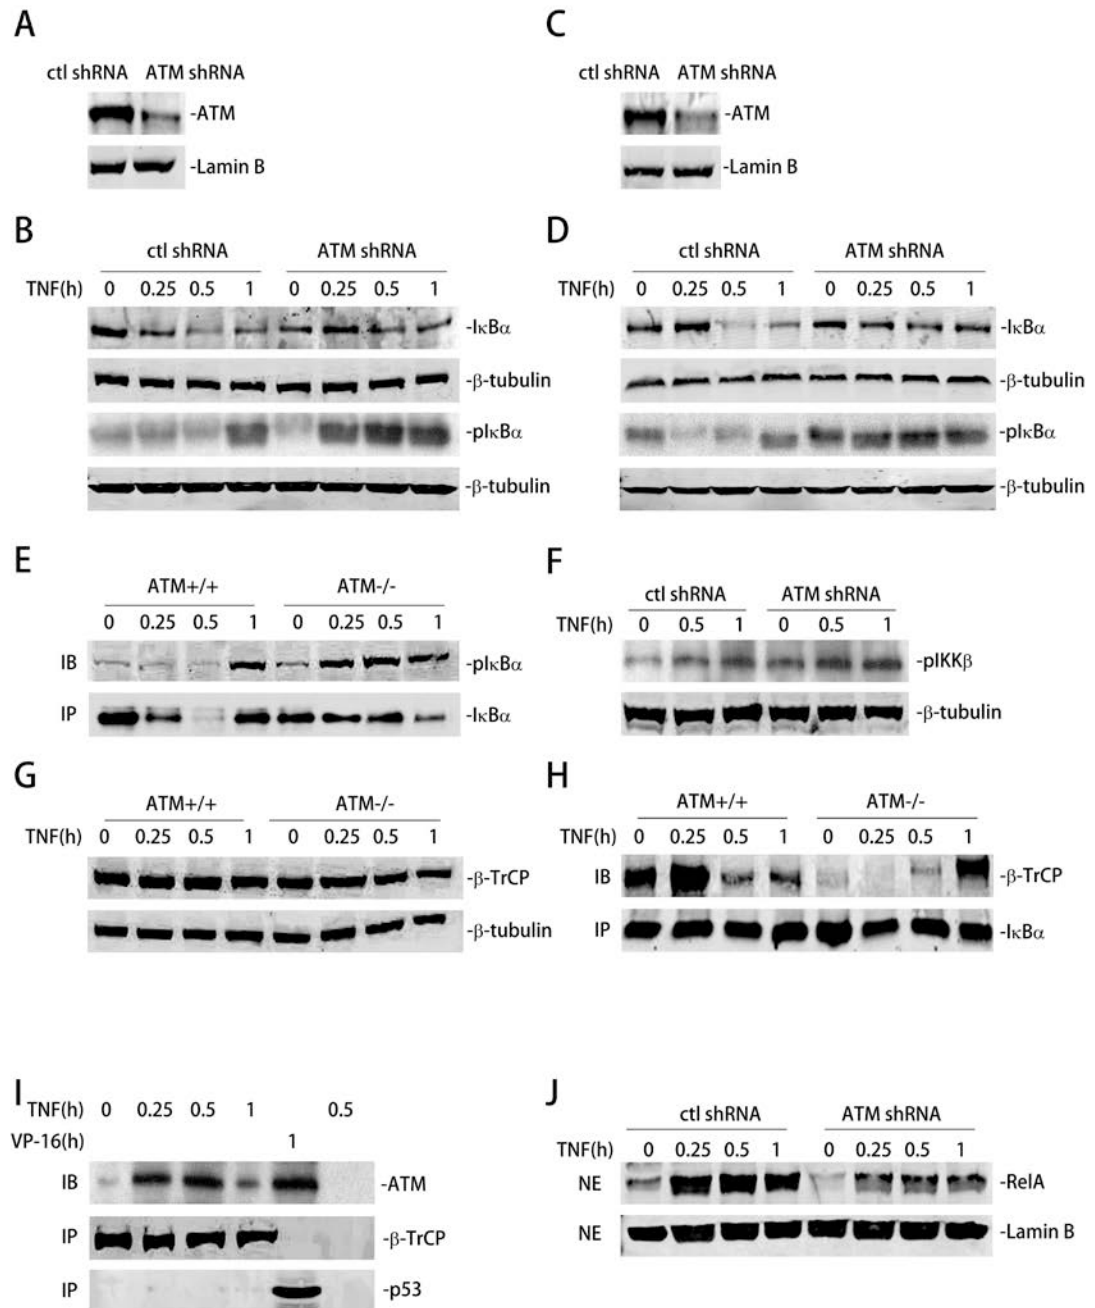 A
ctl shRNA ATM shRNA
-ATM
-Lamin B
C
ctl shRNA ATM shRNA
-ATM
-Lamin B
B
ctl shRNA ATM shRNA
TNF(h) 0 0.25 0.5 1 0 0.25 0.5 1
-IκBα
-β-tubulin
-pIκBα
-β-tubulin
D
ctl shRNA ATM shRNA
TNF(h) 0 0.25 0.5 1 0 0.25 0.5 1
-IκBα
-β-tubulin
-pIκBα
-β-tubulin
E
ATM+/+ ATM-/-
TNF(h) 0 0.25 0.5 1 0 0.25 0.5 1
IB -pIκBα
IP -IκBα
F
ctl shRNA ATM shRNA
TNF(h) 0 0.5 1 0 0.5 1
-pIKKβ
-β-tubulin
G
ATM+/+ ATM-/-
TNF(h) 0 0.25 0.5 1 0 0.25 0.5 1
-β-TrCP
-β-tubulin
H
ATM+/+ ATM-/-
TNF(h) 0 0.25 0.5 1 0 0.25 0.5 1
IB -β-TrCP
IP -IκBα
I
TNF(h) 0 0.25 0.5 1 0.5
VP-16(h) 1
IB -ATM
IP -β-TrCP
IP -p53
J
ctl shRNA ATM shRNA
TNF(h) 0 0.25 0.5 1 0 0.25 0.5 1
NE -RelA
NE -Lamin B